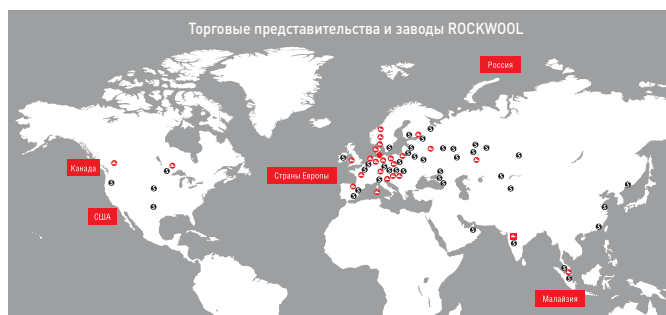 Торговые представительства и заводы ROCKWOOL
Россия
Канада
Страны Европы
США
Малайзия